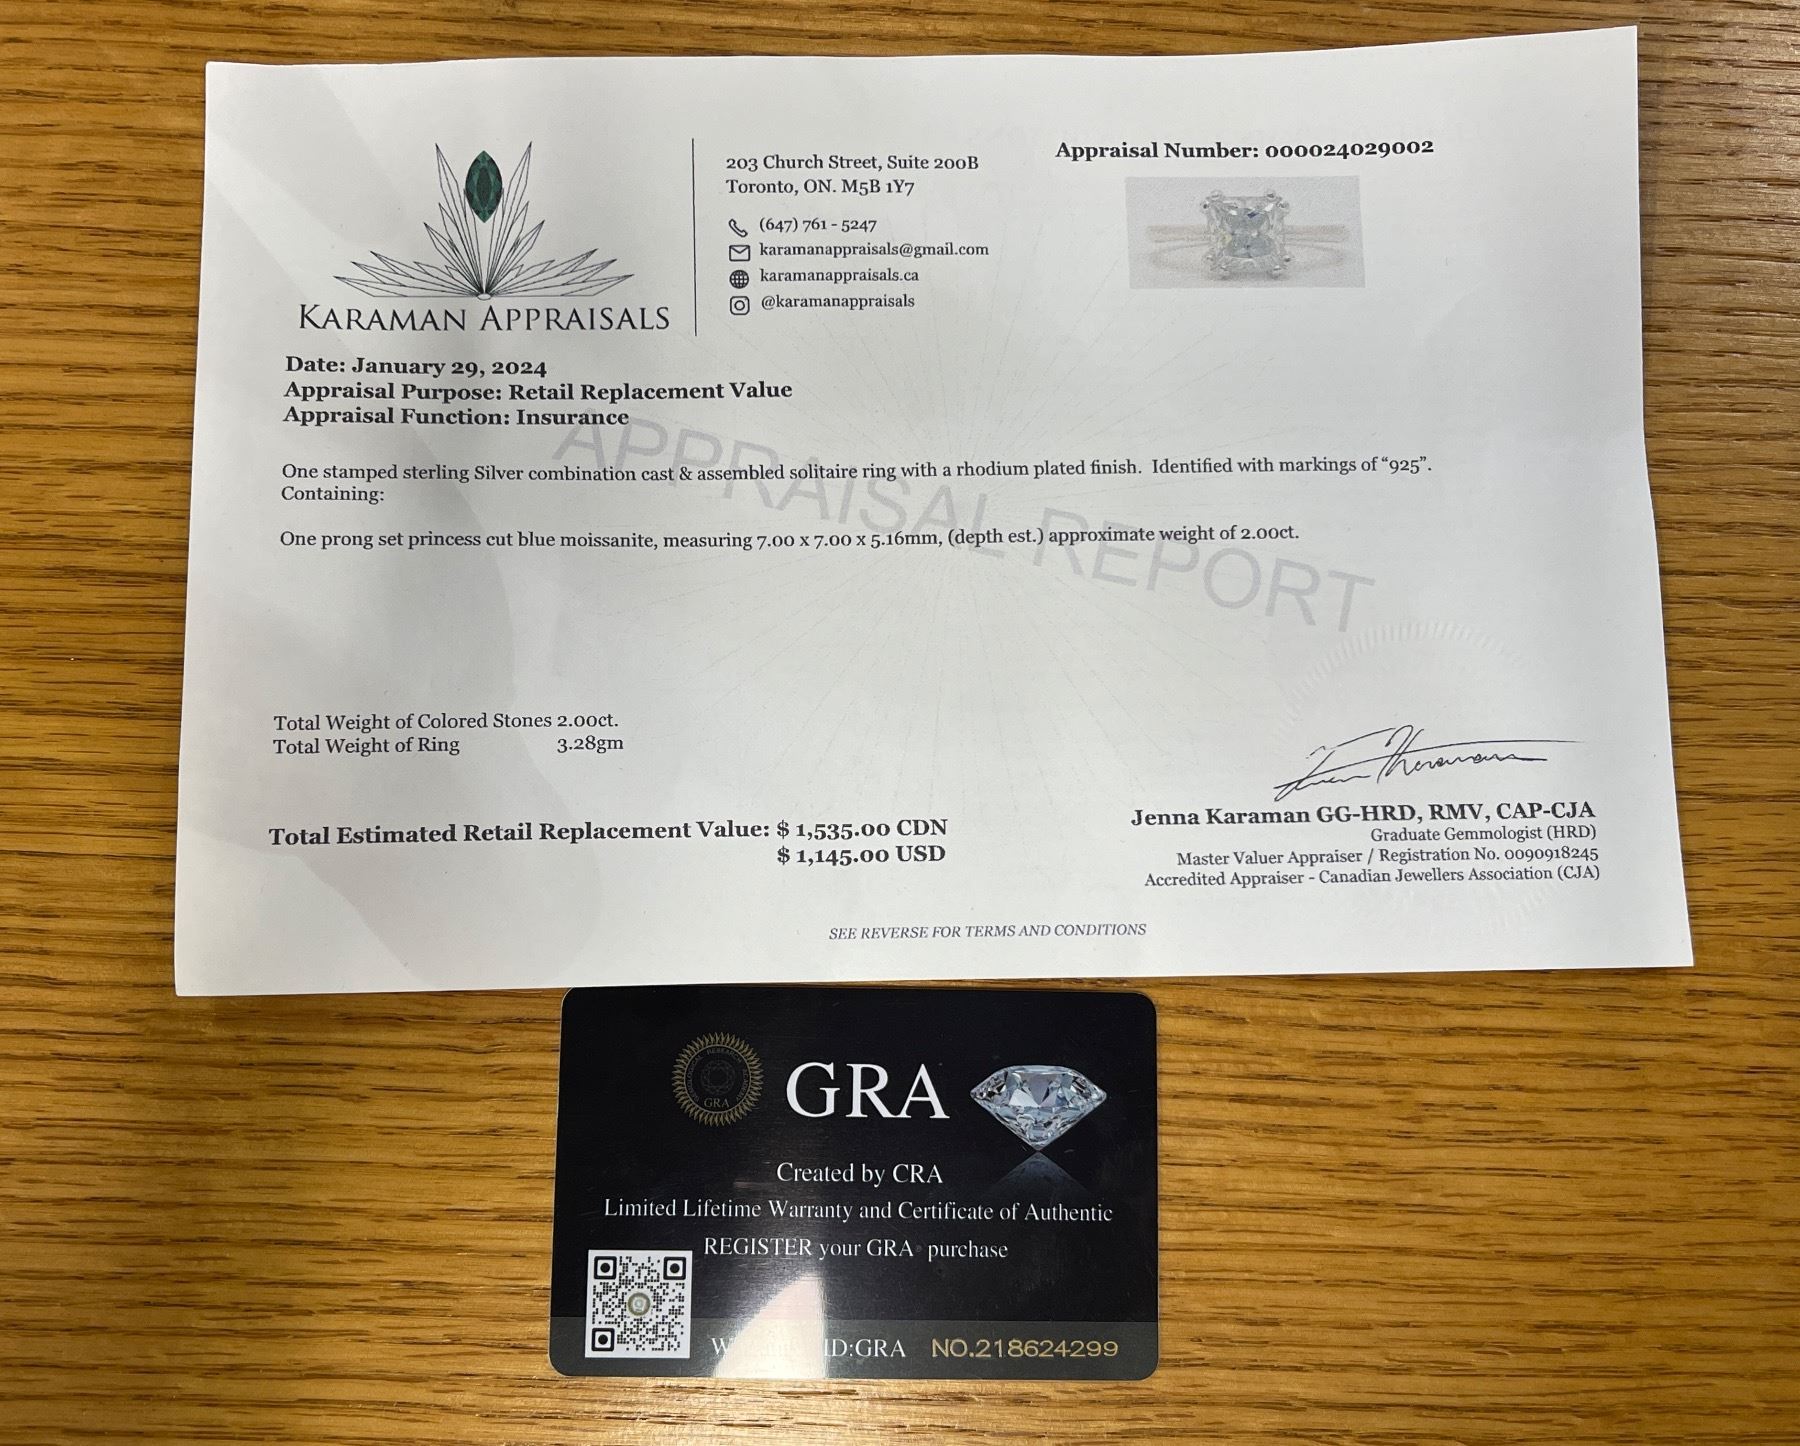 KARAMAN APPRAISALS
203 Church Street, Suite 200B
Toronto, ON. M5B 1Y7
(647) 761 - 5247
karamanappraisals@gmail.com
karamanappraisals.ca
@karamanappraisals
Appraisal Number: 000024029002
Date: January 29, 2024
Appraisal Purpose: Retail Replacement Value
Appraisal Function: Insurance
APPRAISAL REPORT
One stamped sterling Silver combination cast & assembled solitaire ring with a rhodium plated finish. Identified with markings of “925”.
Containing:
One prong set princess cut blue moissanite, measuring 7.00 x 7.00 x 5.16mm, (depth est.) approximate weight of 2.00ct.
Total Weight of Colored Stones 2.00ct.
Total Weight of Ring 3.28gm
Total Estimated Retail Replacement Value: $ 1,535.00 CDN
$ 1,145.00 USD
Jenna Karaman GG-HRD, RMV, CAP-CJA
Graduate Gemmologist (HRD)
Master Valuer Appraiser / Registration No. 0090918245
Accredited Appraiser - Canadian Jewellers Association (CJA)
SEE REVERSE FOR TERMS AND CONDITIONS
GRA
GRA
Created by CRA
Limited Lifetime Warranty and Certificate of Authentic
REGISTER your GRA purchase
ID:GRA NO.218624299